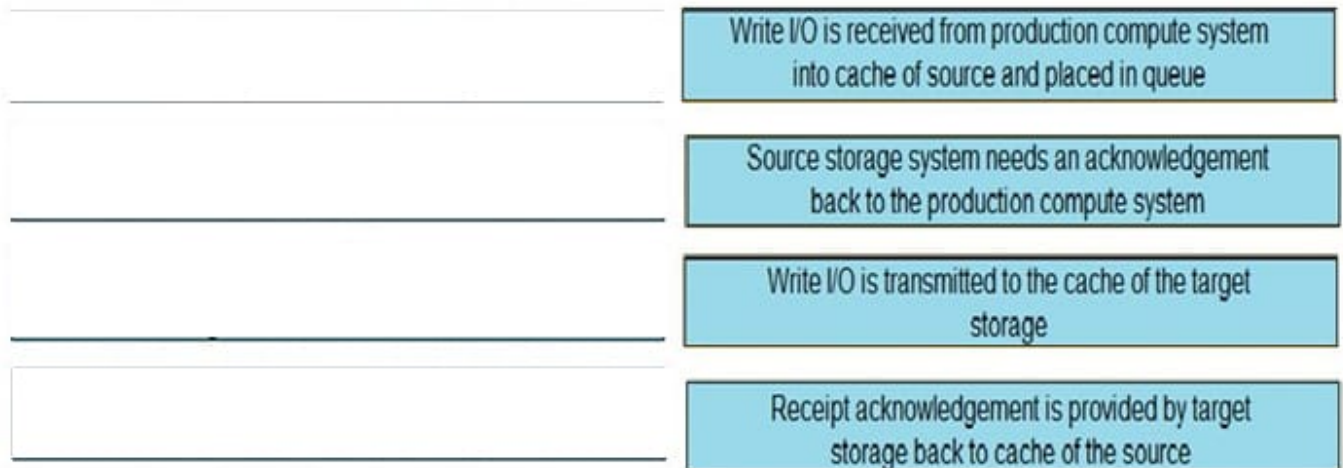 Write I/O is received from production compute system
into cache of source and placed in queue
Source storage system needs an acknowledgement
back to the production compute system
Write I/O is transmitted to the cache of the target
storage
Receipt acknowledgement is provided by target
storage back to cache of the source